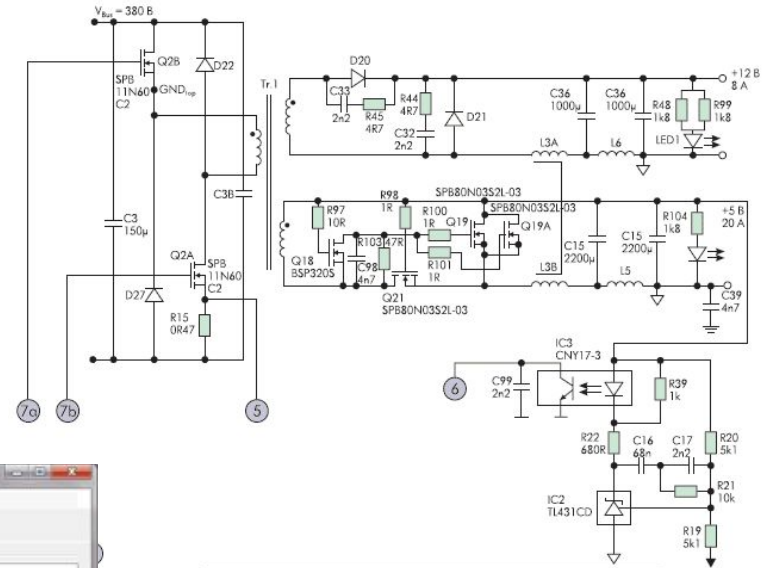 V_Bus = 380 В
Q2B
SPB
11N60
C2
GND_top
D22
Tr.1
C3
150µ
C3B
Q2A
SPB
11N60
C2
D27
R15
0R47
7a
7b
5
D20
C33
2n2
R45
4R7
R44
4R7
C32
2n2
D21
C36
1000µ
C36
1000µ
R48
1k8
R99
1k8
LED1
+12 В
8 А
L3A
L6
R97
10R
R98
1R
SPB80N03S2L-03
SPB80N03S2L-03
R100
1R
Q19
Q19A
R103
47R
R101
1R
Q18
BSP320S
C98
4n7
Q21
SPB80N03S2L-03
L3B
L5
C15
2200µ
C15
2200µ
R104
1k8
+5 В
20 А
C39
4n7
6
C99
2n2
IC3
CNY17-3
R39
1k
R22
680R
C16
68n
C17
2n2
R20
5k1
R21
10k
IC2
TL431CD
R19
5k1